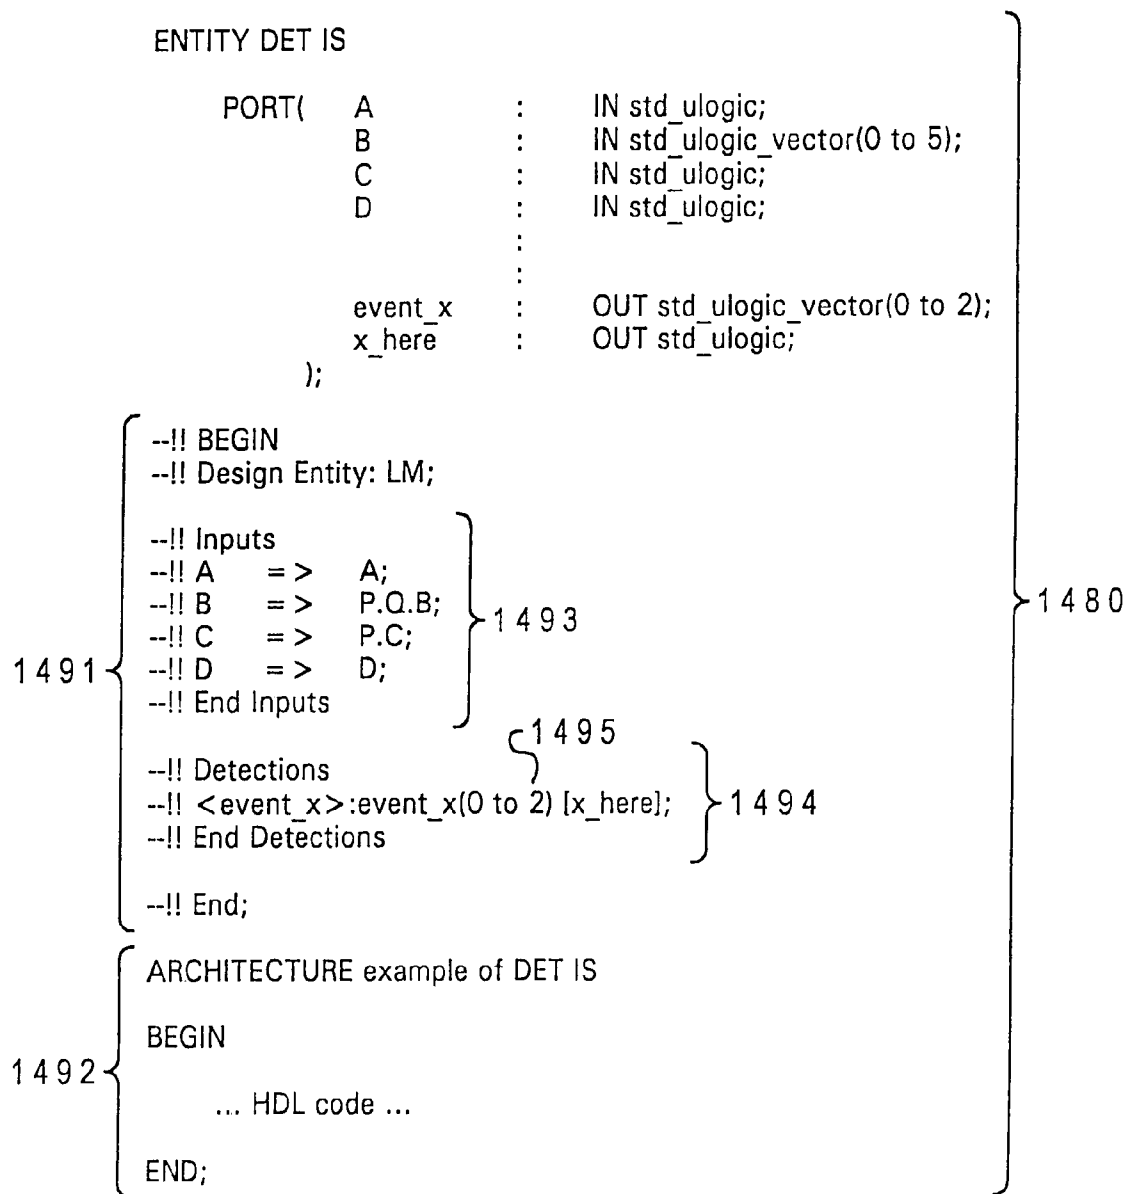 ENTITY DET IS
PORT( A : IN std_ulogic;
B : IN std_ulogic_vector(0 to 5);
C : IN std_ulogic;
D : IN std_ulogic;
:
:
event_x : OUT std_ulogic_vector(0 to 2);
x_here : OUT std_ulogic;
);
--!! BEGIN
--!! Design Entity: LM;
--!! Inputs
--!! A => A;
--!! B => P.Q.B;
--!! C => P.C;
--!! D => D;
--!! End Inputs
1493
1480
1491
1495
--!! Detections
--!! <event_x>:event_x(0 to 2) [x_here];
--!! End Detections
1494
--!! End;
ARCHITECTURE example of DET IS
BEGIN
1492
... HDL code ...
END;